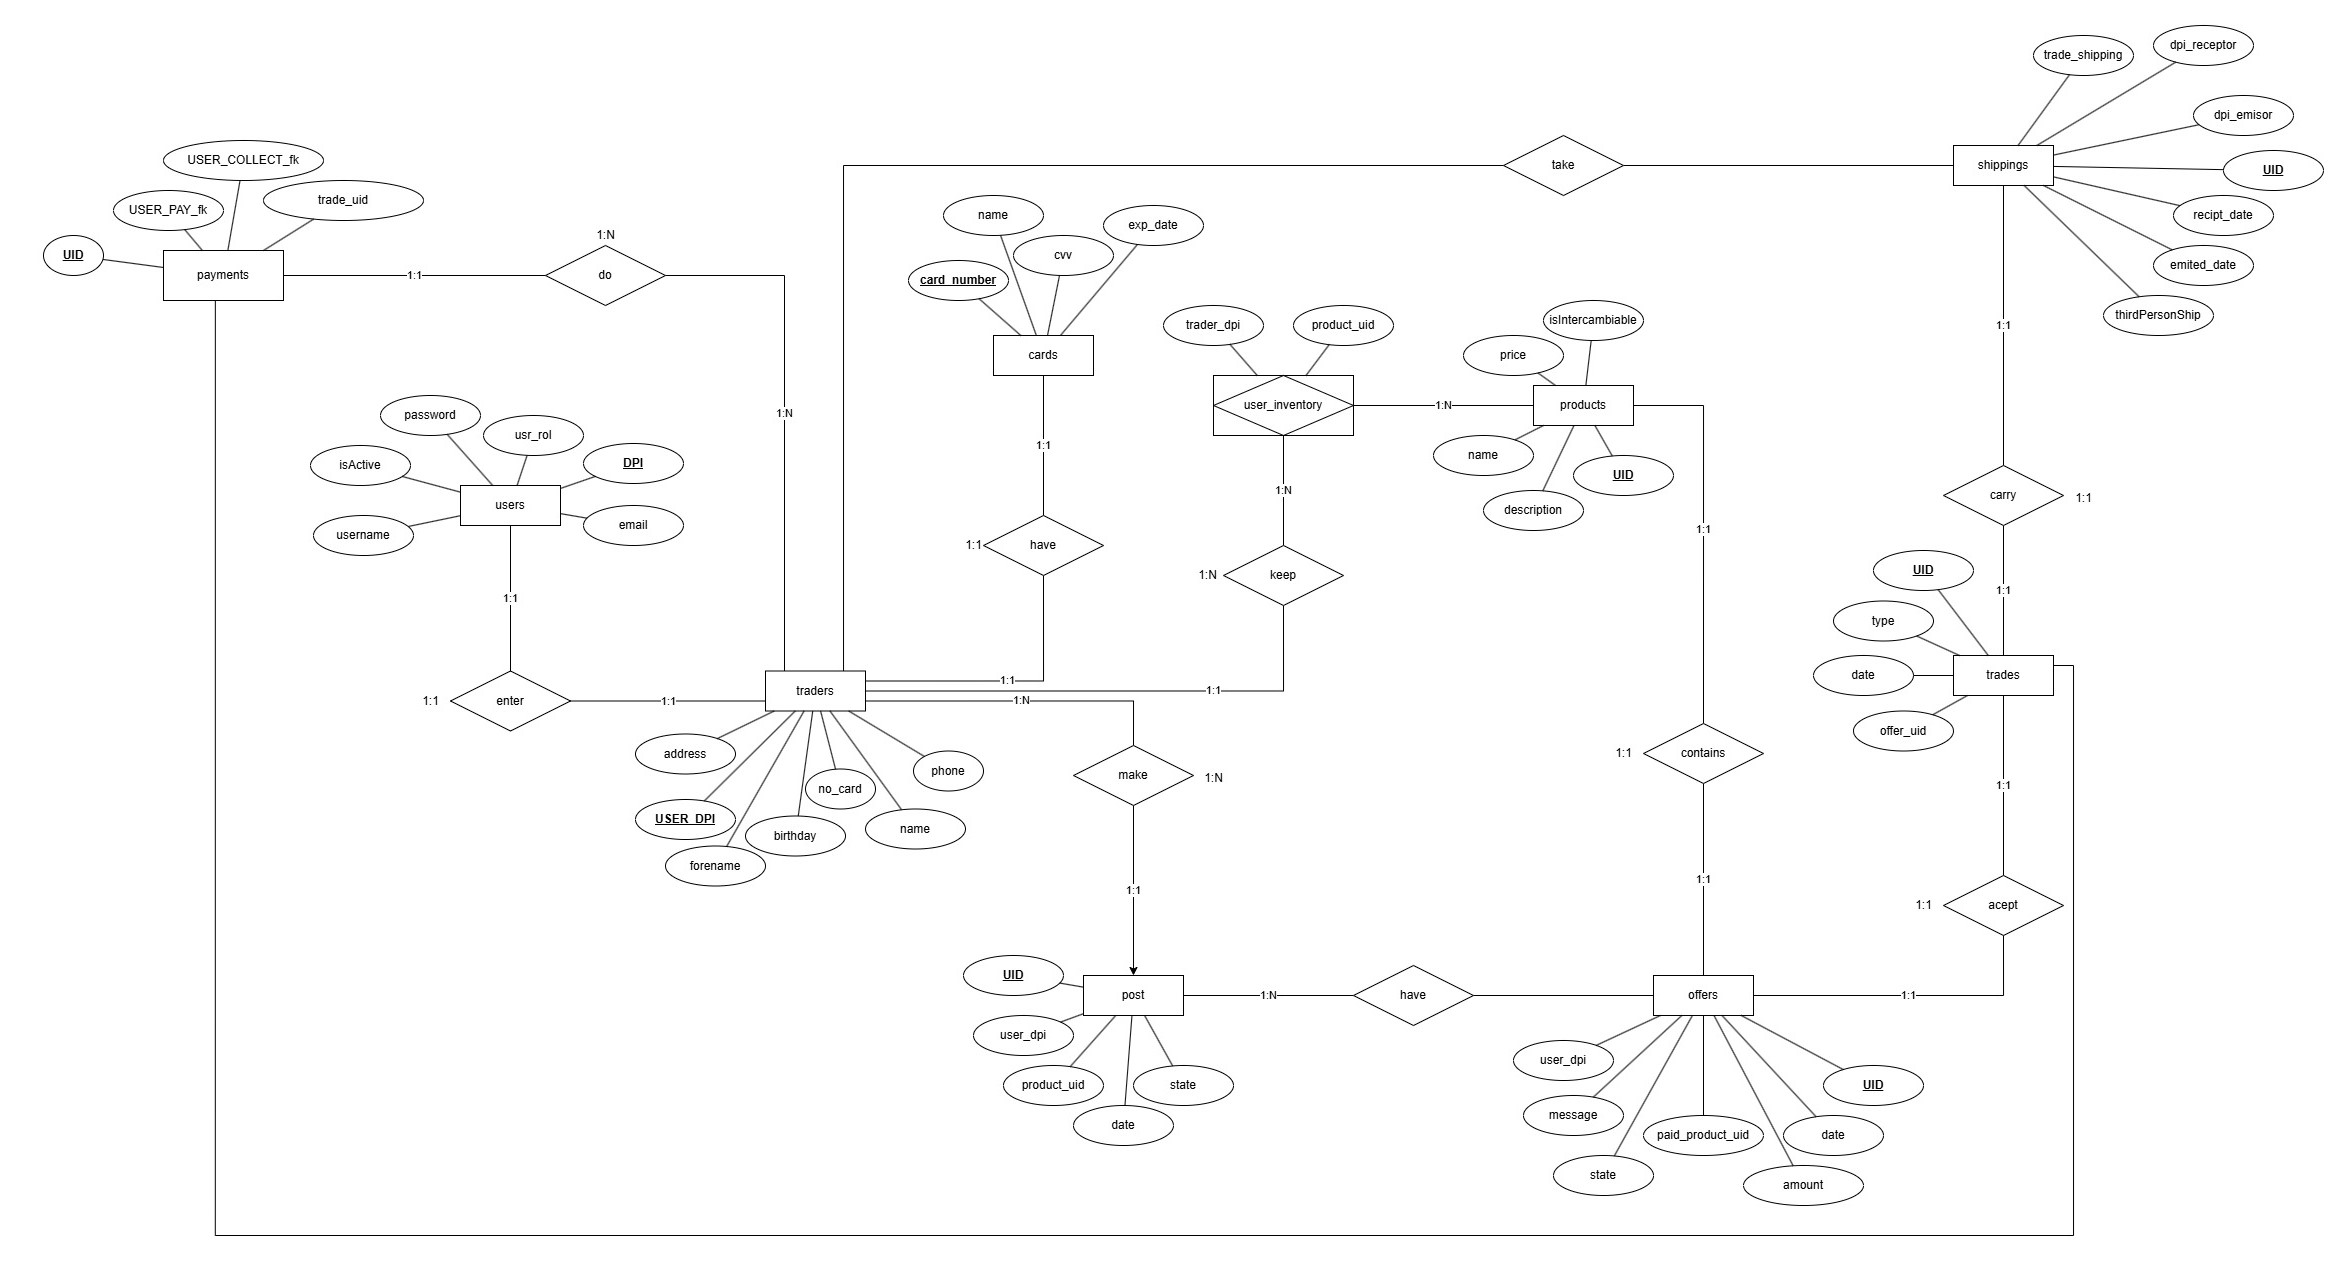 trade_shipping
dpi_receptor
dpi_emisor
shippings
UID
recipt_date
emited_date
thirdPersonShip
take
USER_COLLECT_fk
USER_PAY_fk
trade_uid
UID
payments
1:1
1:N
do
1:N
name
cvv
exp_date
card_number
cards
1:1
1:1
have
1:1
trader_dpi
product_uid
user_inventory
1:N
1:N
1:N
keep
1:1
isIntercambiable
price
products
name
UID
description
1:1
1:1
contains
1:1
1:1
carry
1:1
1:1
password
usr_rol
isActive
DPI
users
username
email
1:1
1:1
enter
1:1
traders
address
USER_DPI
forename
birthday
no_card
name
phone
1:N
make
1:N
1:1
UID
type
trades
date
offer_uid
1:1
1:1
acept
1:1
UID
post
user_dpi
product_uid
date
state
1:N
have
offers
user_dpi
message
state
paid_product_uid
amount
date
UID